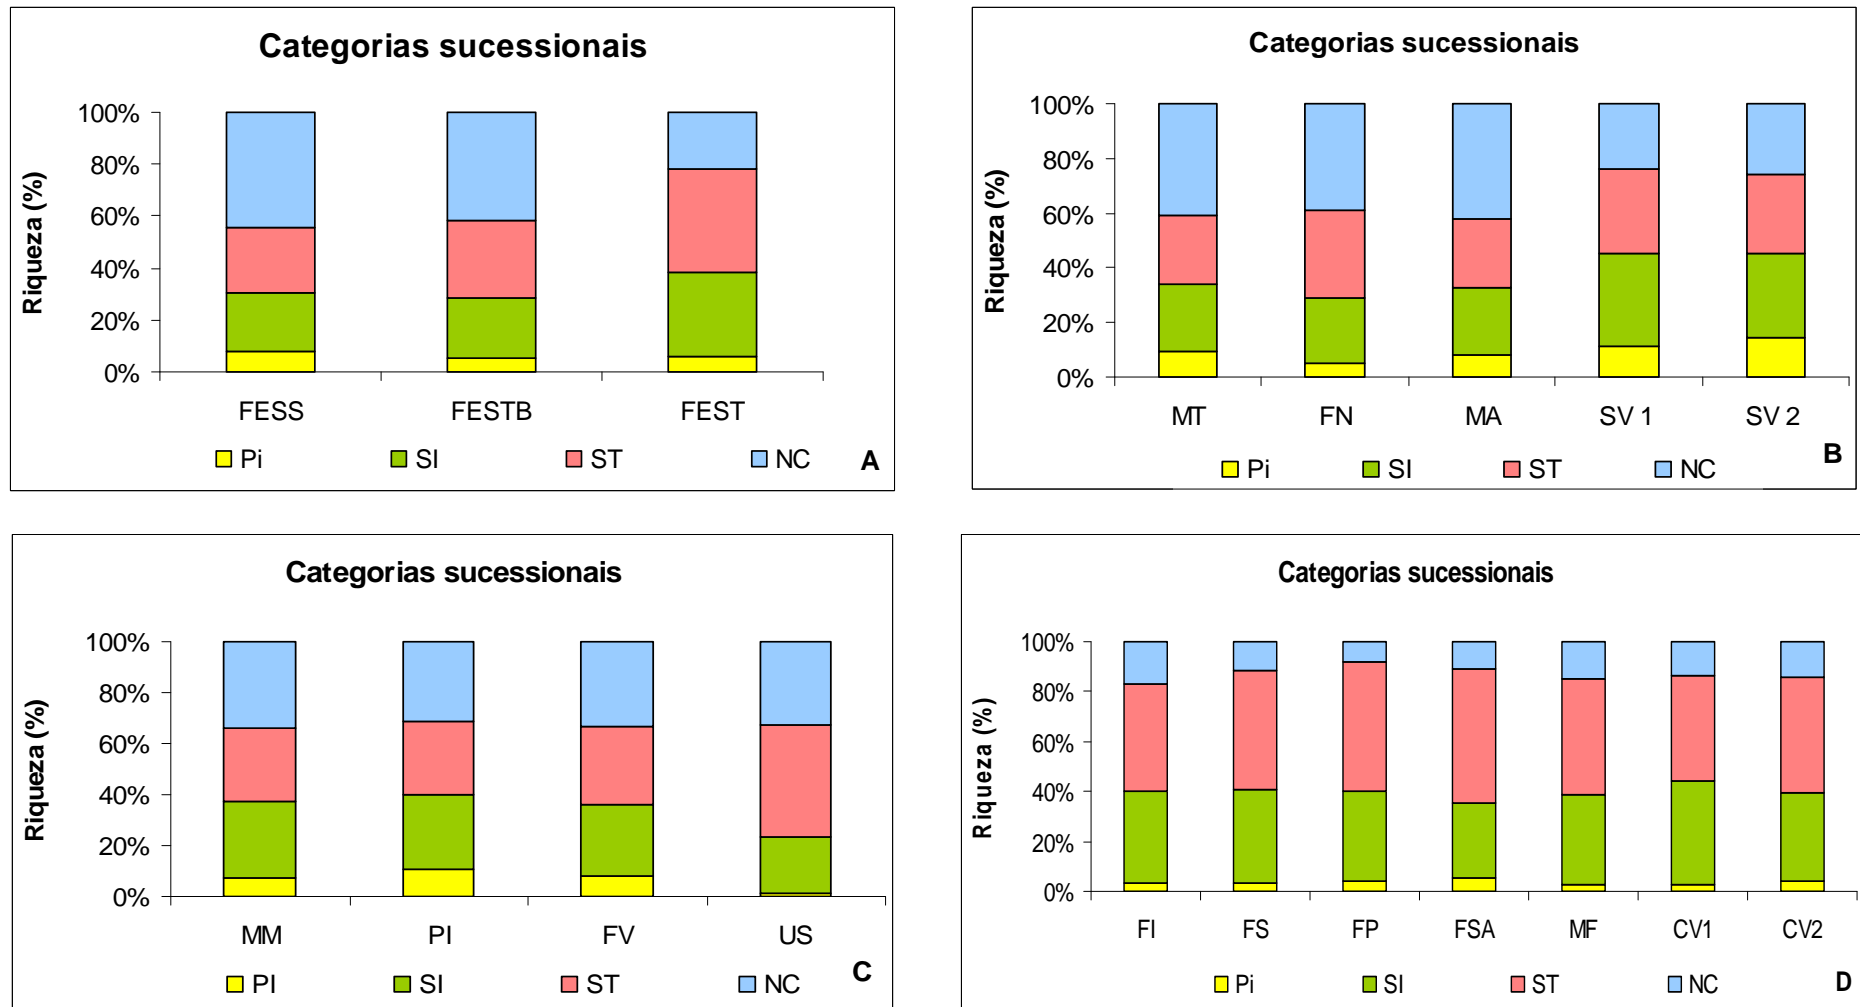 Categorias sucessionais
Riqueza (%)
100%
80%
60%
40%
20%
0%
FESS FESTB FEST
Pi SI ST NC
A
Categorias sucessionais
Riqueza (%)
100%
80%
60%
40%
20%
0%
MT FN MA SV 1 SV 2
Pi SI ST NC
B
Categorias sucessionais
Riqueza (%)
100%
80%
60%
40%
20%
0%
MM PI FV US
PI SI ST NC
C
Categorias sucessionais
Riqueza (%)
100%
80%
60%
40%
20%
0%
FI FS FP FSA MF CV1 CV2
Pi SI ST NC
D